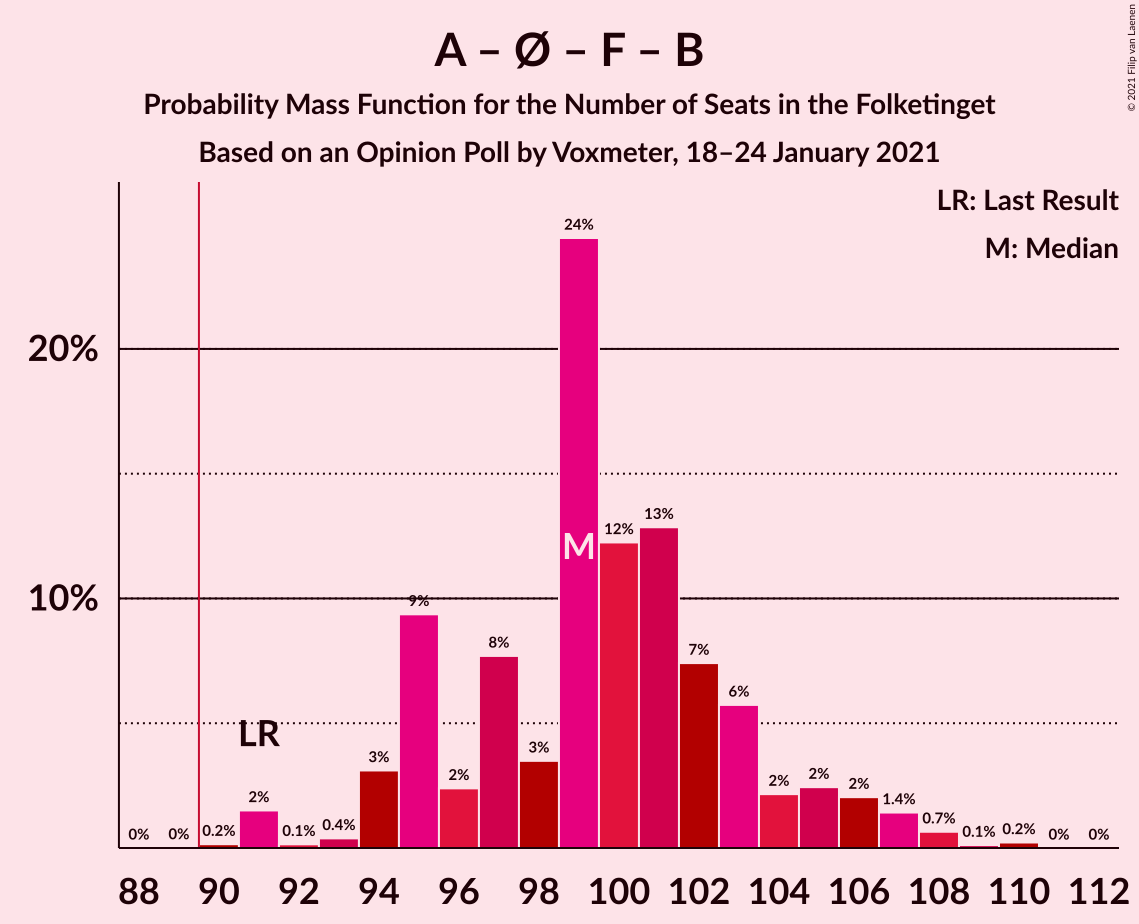 A – Ø – F – B
Probability Mass Function for the Number of Seats in the Folketinget
Based on an Opinion Poll by Voxmeter, 18–24 January 2021
© 2021 Filip van Laenen
LR: Last Result
M: Median
20%
10%
0% 0% 0.2% 2% 0.1% 0.4% 3% 9% 2% 8% 3% 24% 12% 13% 7% 6% 2% 2% 2% 1.4% 0.7% 0.1% 0.2% 0% 0%
LR
M
88 90 92 94 96 98 100 102 104 106 108 110 112